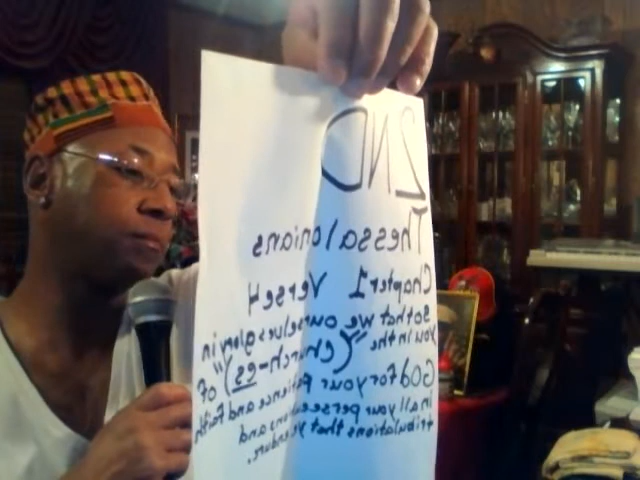 2ND
Thessalonians
Chapter 1 Verse 4
So that "we ourselves glory in
you in the (church-es)" of
God for your patience and faith
in all your persecutions and
tribulations that ye endure.